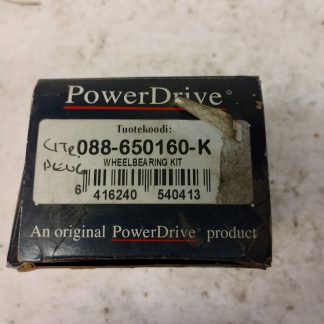 PowerDrive®
Tuotekoodi:
CITR. 088-650160-K
PEUG WHEELBEARING KIT
6 416240 540413
An original PowerDrive® product